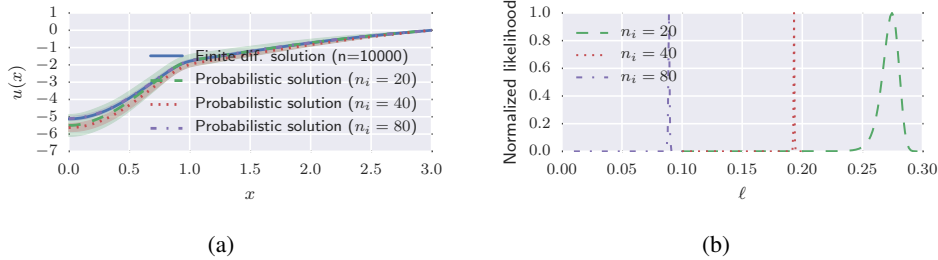 1
0
−1
−2
−3
−4
−5
−6
−7
u(x)
Finite dif. solution (n=10000)
Probabilistic solution (n_i = 20)
Probabilistic solution (n_i = 40)
Probabilistic solution (n_i = 80)
0.0 0.5 1.0 1.5 2.0 2.5 3.0
x
(a)
Normalized likelihood
1.0
0.8
0.6
0.4
0.2
0.0
n_i = 20
n_i = 40
n_i = 80
0.00 0.05 0.10 0.15 0.20 0.25 0.30
ℓ
(b)